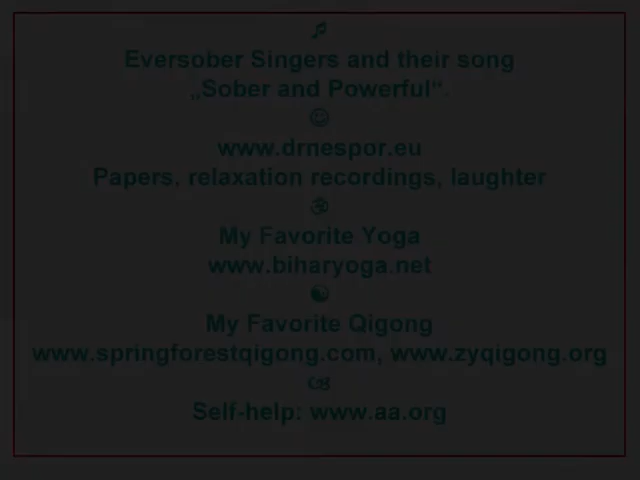 ♬
Eversober Singers and their song
„Sober and Powerful“.
☺
www.drnespor.eu
Papers, relaxation recordings, laughter
ॐ
My Favorite Yoga
www.biharyoga.net
☯
My Favorite Qigong
www.springforestqigong.com, www.zyqigong.org
Self-help: www.aa.org